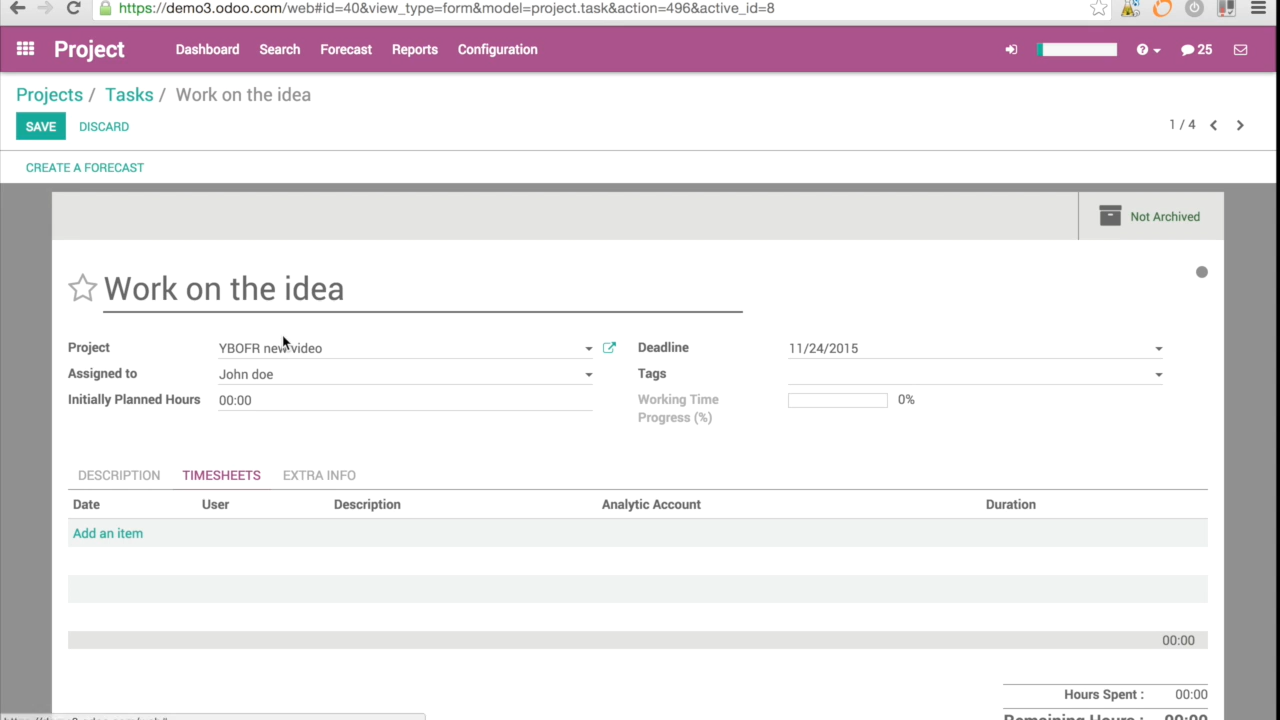 https://demo3.odoo.com/web#id=40&view_type=form&model=project.task&action=496&active_id=8
Project Dashboard Search Forecast Reports Configuration 25
Projects / Tasks / Work on the idea
SAVE DISCARD 1 / 4
CREATE A FORECAST
Not Archived
Work on the idea
Project YBOFR new video Deadline 11/24/2015
Assigned to John doe Tags
Initially Planned Hours 00:00 Working Time Progress (%) 0%
DESCRIPTION TIMESHEETS EXTRA INFO
Date User Description Analytic Account Duration
Add an item
00:00
Hours Spent : 00:00
Remaining Hours : 00:00